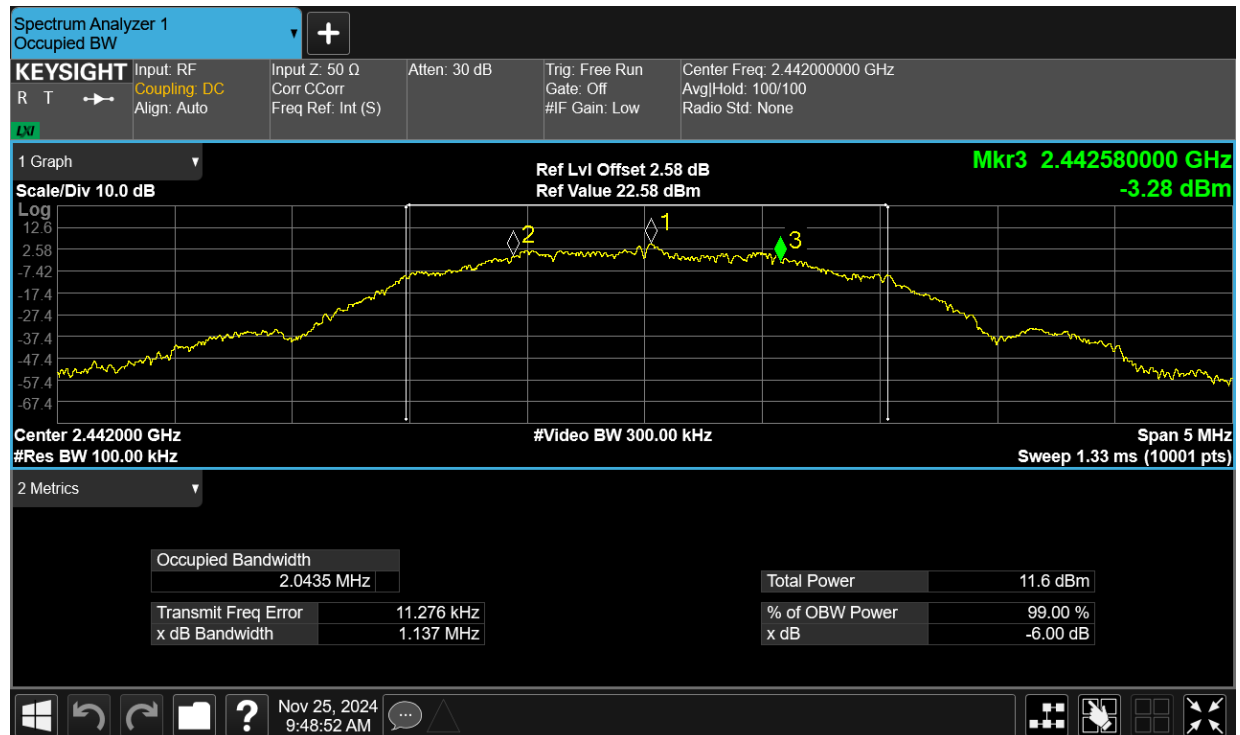 Spectrum Analyzer 1
Occupied BW
+
KEYSIGHT
R T
LXI
Input: RF
Coupling: DC
Align: Auto
Input Z: 50 Ω
Corr CCorr
Freq Ref: Int (S)
Atten: 30 dB
Trig: Free Run
Gate: Off
#IF Gain: Low
Center Freq: 2.442000000 GHz
Avg|Hold: 100/100
Radio Std: None
1 Graph
Scale/Div 10.0 dB
Ref Lvl Offset 2.58 dB
Ref Value 22.58 dBm
Mkr3 2.442580000 GHz
-3.28 dBm
Log
12.6
2.58
-7.42
-17.4
-27.4
-37.4
-47.4
-57.4
-67.4
2
1
3
Center 2.442000 GHz
#Video BW 300.00 kHz
Span 5 MHz
#Res BW 100.00 kHz
Sweep 1.33 ms (10001 pts)
2 Metrics
Occupied Bandwidth
2.0435 MHz
Total Power 11.6 dBm
Transmit Freq Error 11.276 kHz
% of OBW Power 99.00 %
x dB Bandwidth 1.137 MHz
x dB -6.00 dB
?
Nov 25, 2024
9:48:52 AM